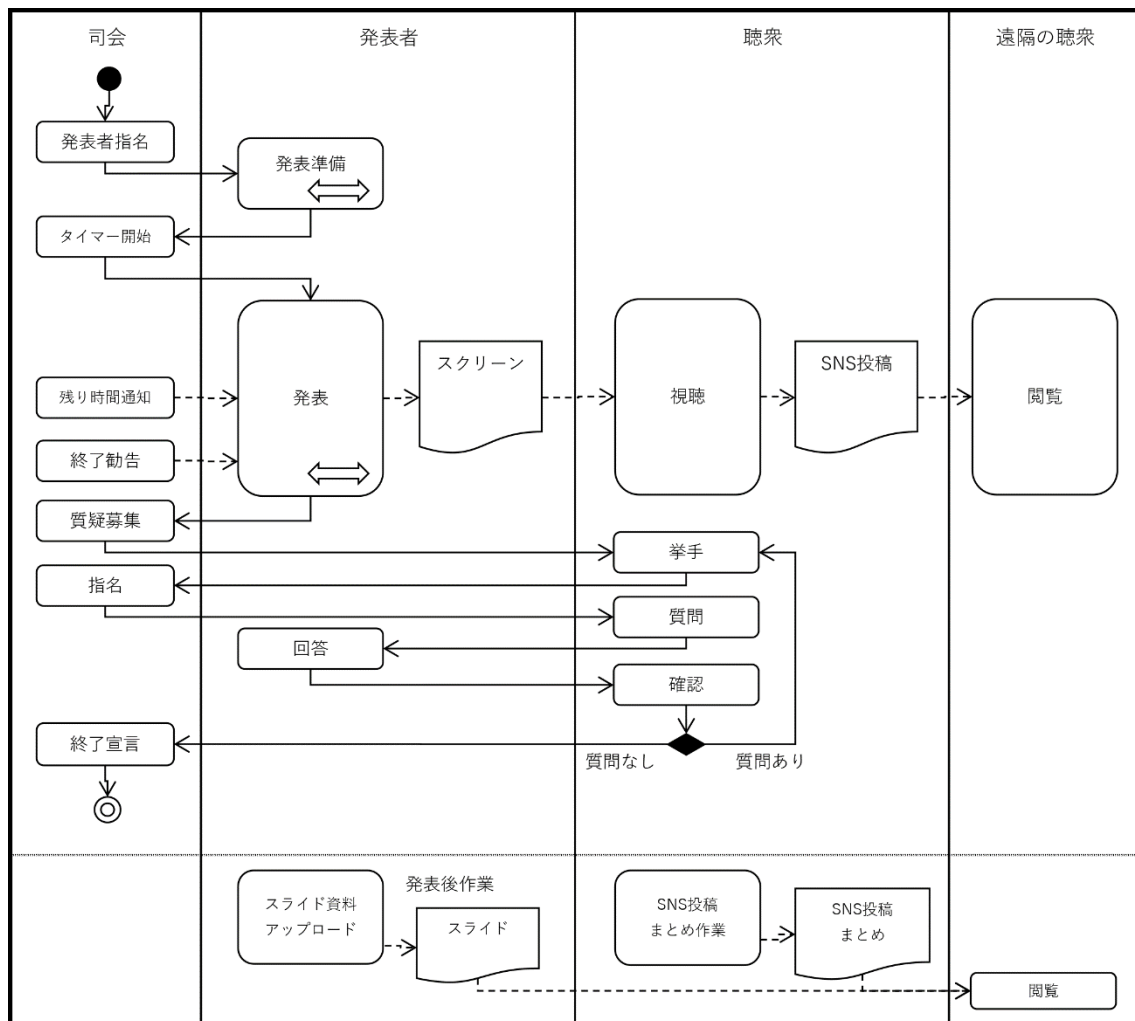 司会
発表者
聴衆
遠隔の聴衆
発表者指名
発表準備
タイマー開始
スクリーン
SNS投稿
残り時間通知
発表
視聴
閲覧
終了勧告
質疑募集
挙手
指名
質問
回答
確認
終了宣言
質問なし
質問あり
発表後作業
スライド資料
アップロード
スライド
SNS投稿
まとめ作業
SNS投稿
まとめ
閲覧